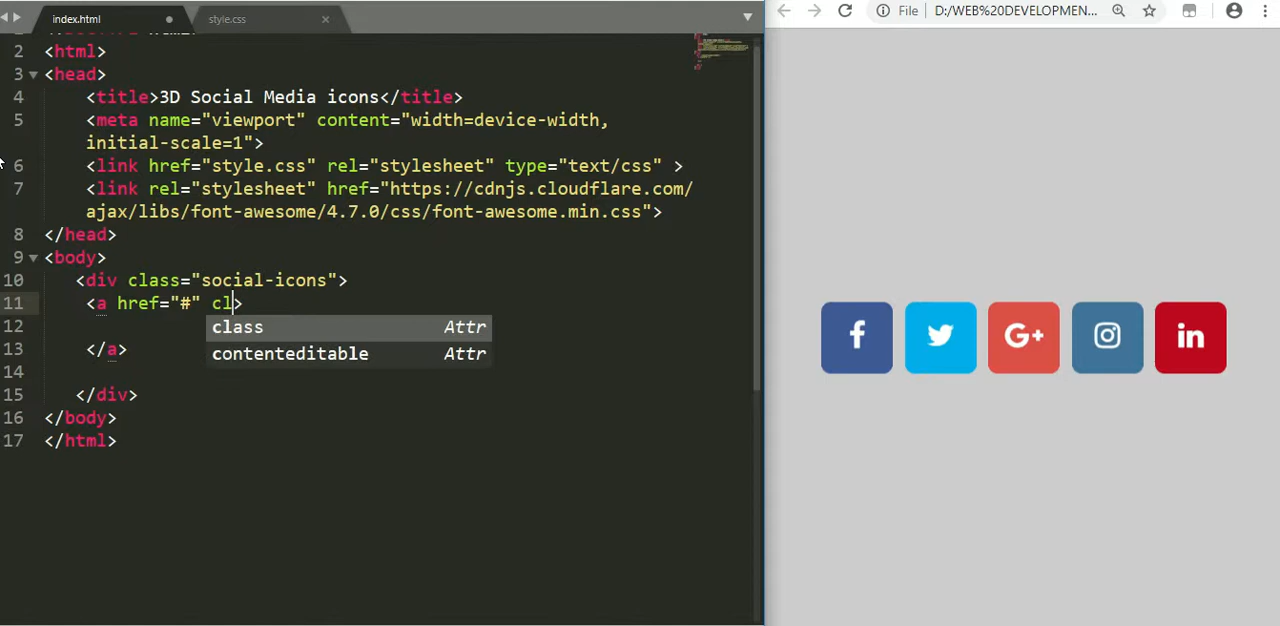 index.html
style.css
File D:/WEB%20DEVELOPMEN...
2 <html>
3 <head>
4 <title>3D Social Media icons</title>
5 <meta name="viewport" content="width=device-width,
initial-scale=1">
6 <link href="style.css" rel="stylesheet" type="text/css" >
7 <link rel="stylesheet" href="https://cdnjs.cloudflare.com/
ajax/libs/font-awesome/4.7.0/css/font-awesome.min.css">
8 </head>
9 <body>
10 <div class="social-icons">
11 <a href="#" cl>
12
class Attr
contenteditable Attr
13 </a>
14
15 </div>
16 </body>
17 </html>
f G+ in